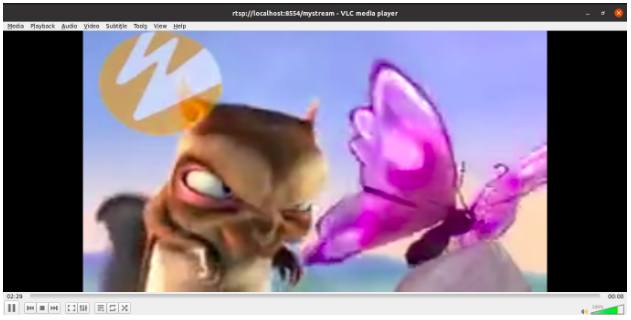 rtsp://localhost:8554/mystream - VLC media player
Media Playback Audio Video Subtitle Tools View Help
02:29 00:00
100%